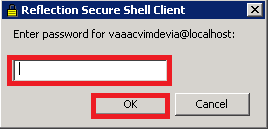 Reflection Secure Shell Client
Enter password for vaaacvimdevia@localhost:
OK
Cancel